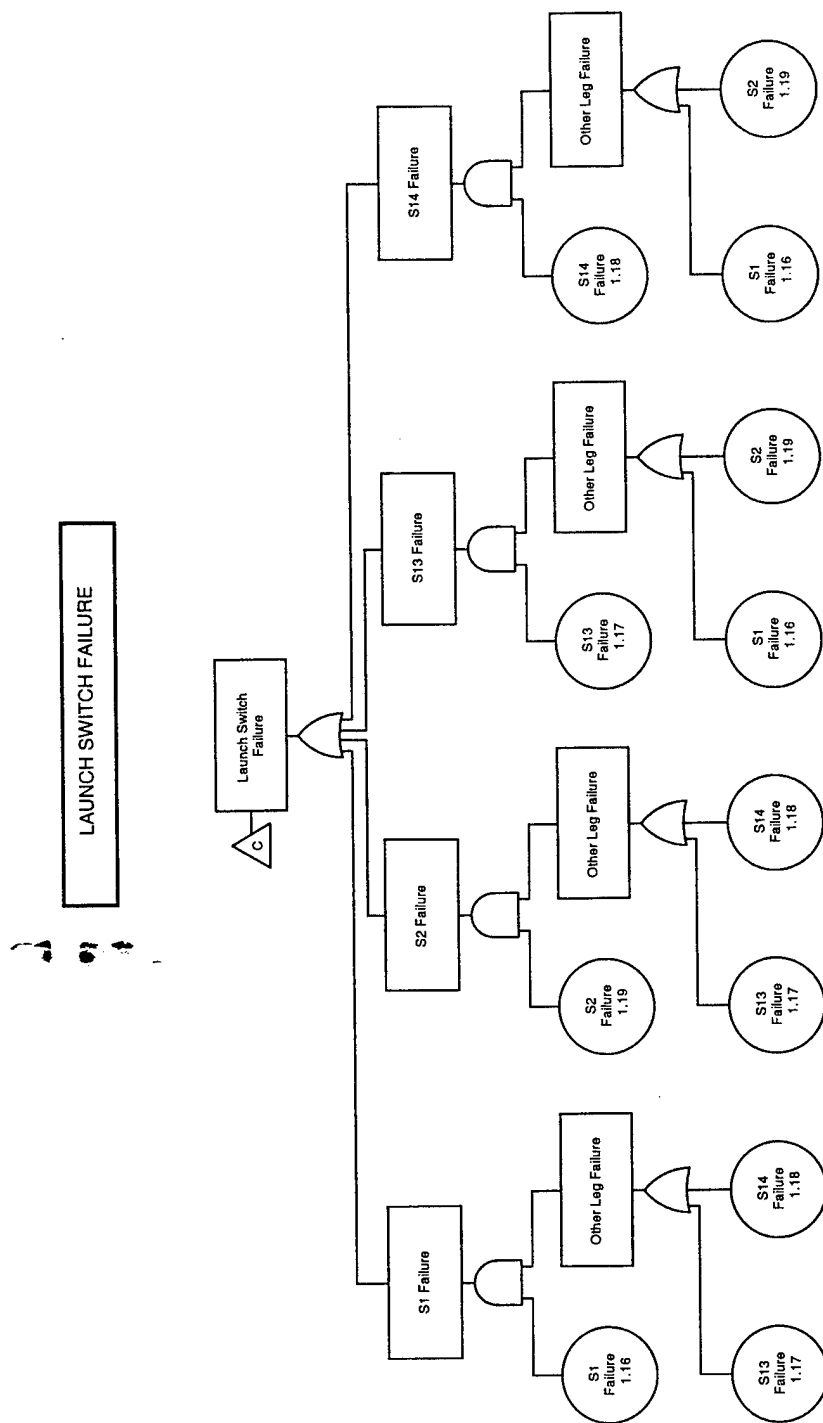 LAUNCH SWITCH FAILURE
Launch Switch
Failure
C
S1 Failure
S2 Failure
S13 Failure
S14 Failure
S1
Failure
1.16
Other Leg Failure
S2
Failure
1.19
Other Leg Failure
S13
Failure
1.17
Other Leg Failure
S14
Failure
1.18
Other Leg Failure
S13
Failure
1.17
S14
Failure
1.18
S13
Failure
1.17
S14
Failure
1.18
S1
Failure
1.16
S2
Failure
1.19
S1
Failure
1.16
S2
Failure
1.19